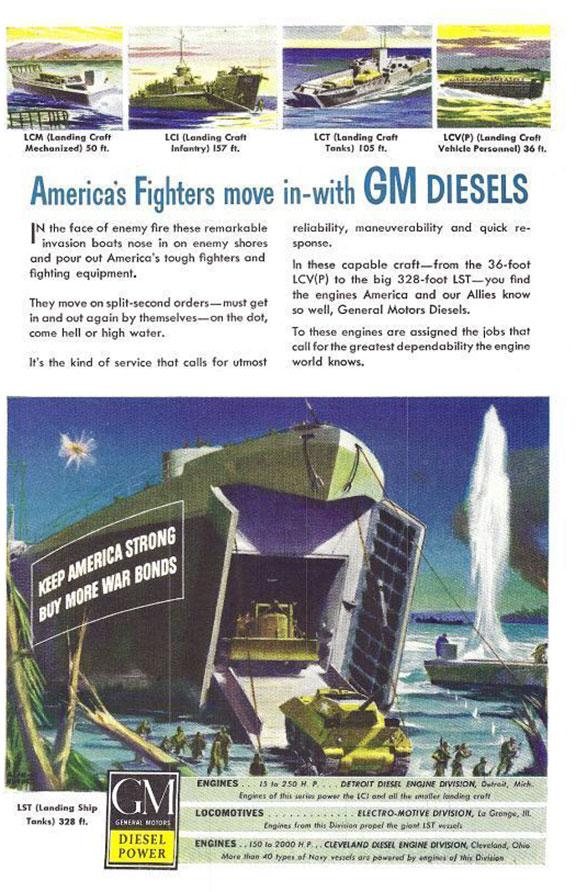 LCM (Landing Craft
Mechanized) 50 ft.
LCI (Landing Craft
Infantry) 157 ft.
LCT (Landing Craft
Tanks) 105 ft.
LCV(P) (Landing Craft
Vehicle Personnel) 36 ft.
America's Fighters move in-with GM DIESELS
IN the face of enemy fire these remarkable
invasion boats nose in on enemy shores
and pour out America's tough fighters and
fighting equipment.
They move on split-second orders—must get
in and out again by themselves—on the dot,
come hell or high water.
It's the kind of service that calls for utmost
reliability, maneuverability and quick re-
sponse.
In these capable craft—from the 36-foot
LCV(P) to the big 328-foot LST—you find
the engines America and our Allies know
so well, General Motors Diesels.
To these engines are assigned the jobs that
call for the greatest dependability the engine
world knows.
KEEP AMERICA STRONG
BUY MORE WAR BONDS
LST (Landing Ship
Tanks) 328 ft.
GM
GENERAL MOTORS
DIESEL
POWER
ENGINES . . 15 to 250 H. P. . . . DETROIT DIESEL ENGINE DIVISION, Detroit, Mich.
Engines of this series power the LCI and all the smaller landing craft
LOCOMOTIVES . . . . . . . . . . . . . ELECTRO-MOTIVE DIVISION, La Grange, Ill.
Engines from this Division propel the giant LST vessels
ENGINES . . 150 to 2000 H. P. . . CLEVELAND DIESEL ENGINE DIVISION, Cleveland, Ohio
More than 40 types of Navy vessels are powered by engines of this Division